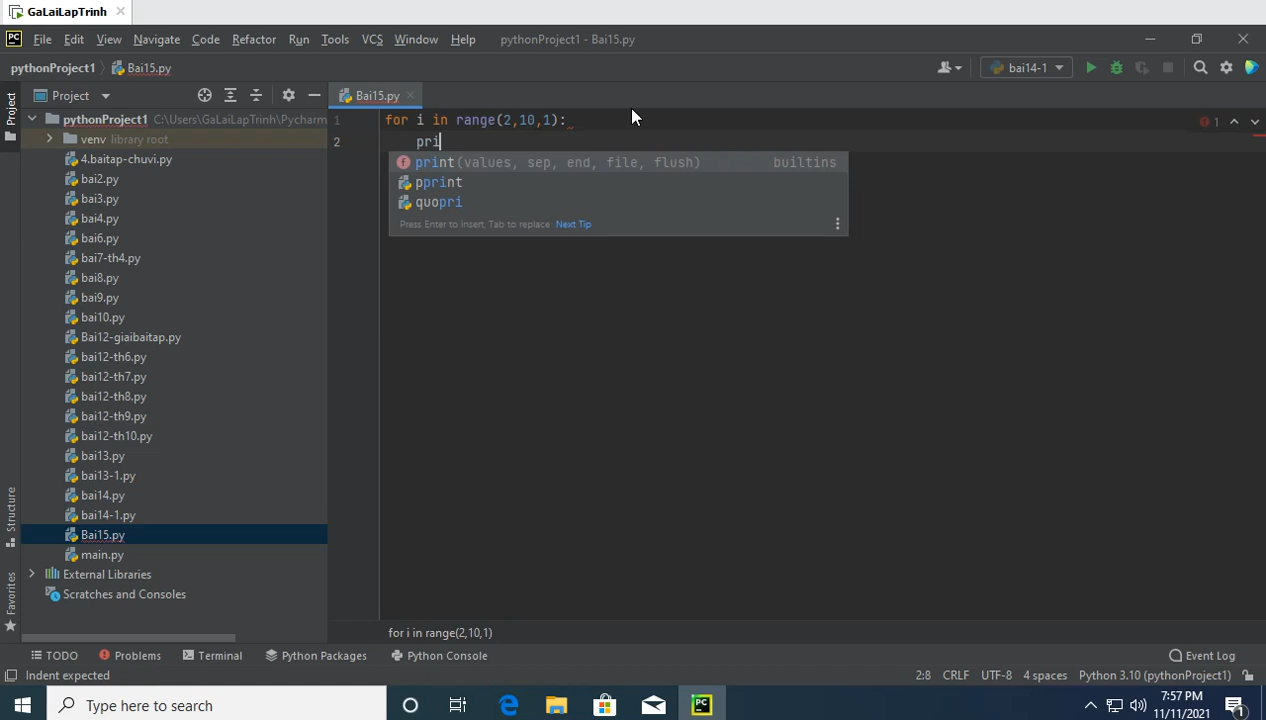 GaLaiLapTrinh
File Edit View Navigate Code Refactor Run Tools VCS Window Help pythonProject1 - Bai15.py
pythonProject1 Bai15.py bai14-1
Project Project Bai15.py
pythonProject1 C:\Users\GaLaiLapTrinh\Pycharm
1 for i in range(2,10,1): 1
venv library root
2 pri
4.baitap-chuvi.py
print(values, sep, end, file, flush) builtins
bai2.py
pprint
bai3.py
quopri
bai4.py
Press Enter to insert, Tab to replace Next Tip
bai6.py
bai7-th4.py
bai8.py
bai9.py
bai10.py
Bai12-giaibaitap.py
bai12-th6.py
bai12-th7.py
bai12-th8.py
bai12-th9.py
bai12-th10.py
bai13.py
bai13-1.py
bai14.py
bai14-1.py
Structure
Bai15.py
main.py
External Libraries
Favorites
Scratches and Consoles
for i in range(2,10,1)
TODO Problems Terminal Python Packages Python Console Event Log
Indent expected 2:8 CRLF UTF-8 4 spaces Python 3.10 (pythonProject1)
Type here to search 7:57 PM
11/11/2021 1